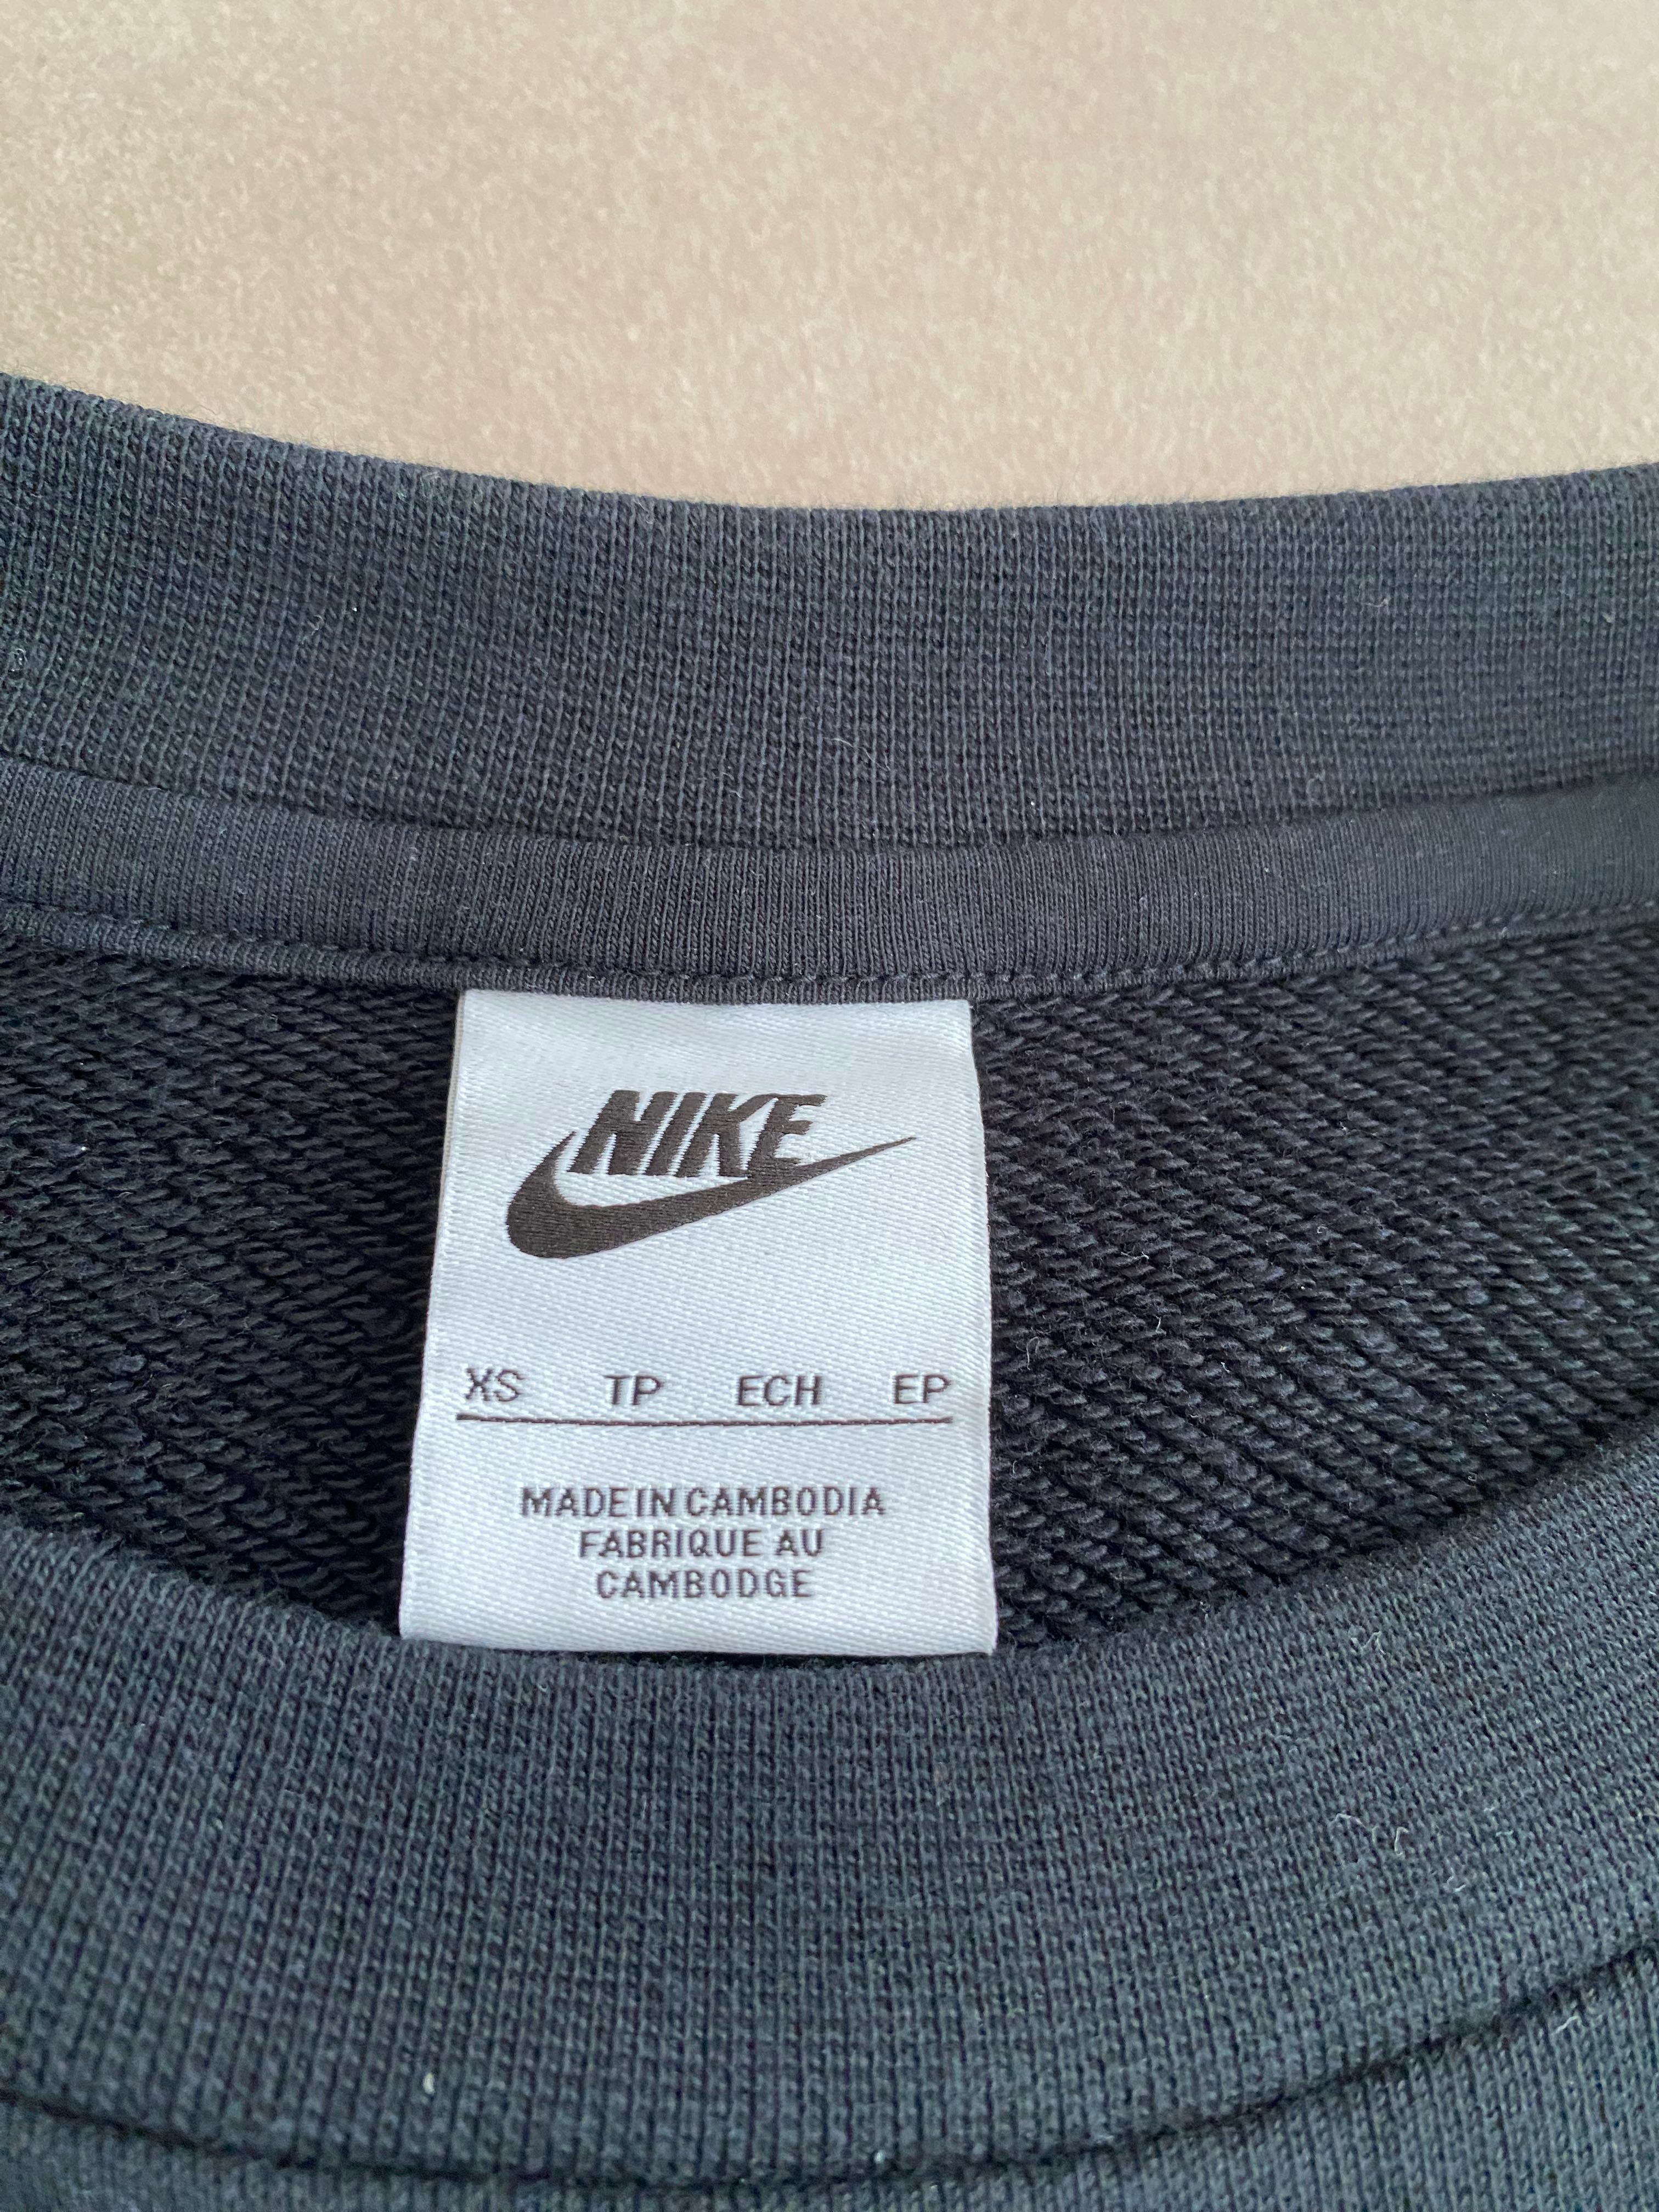 NIKE
XS TP ECH EP
MADE IN CAMBODIA
FABRIQUE AU
CAMBODGE